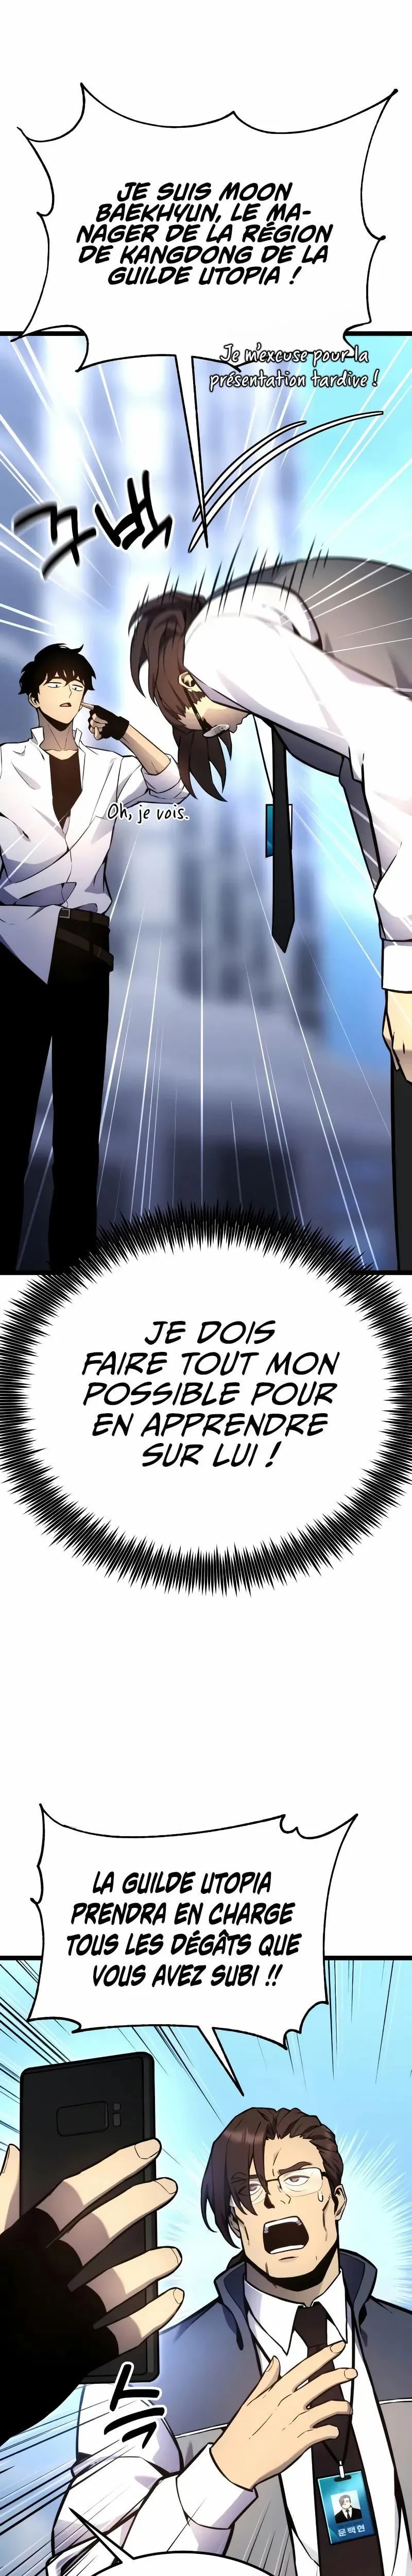 JE SUIS MOON
BAEKHYUN, LE MA-
NAGER DE LA RÉGION
DE KANGDONG DE LA
GUILDE UTOPIA !
Je m'excuse pour la
présentation tardive !
꾸벅
Oh, je vois.
JE DOIS
FAIRE TOUT MON
POSSIBLE POUR
EN APPRENDRE
SUR LUI !
LA GUILDE UTOPIA
PRENDRA EN CHARGE
TOUS LES DÉGÂTS QUE
VOUS AVEZ SUBI !!
문백현